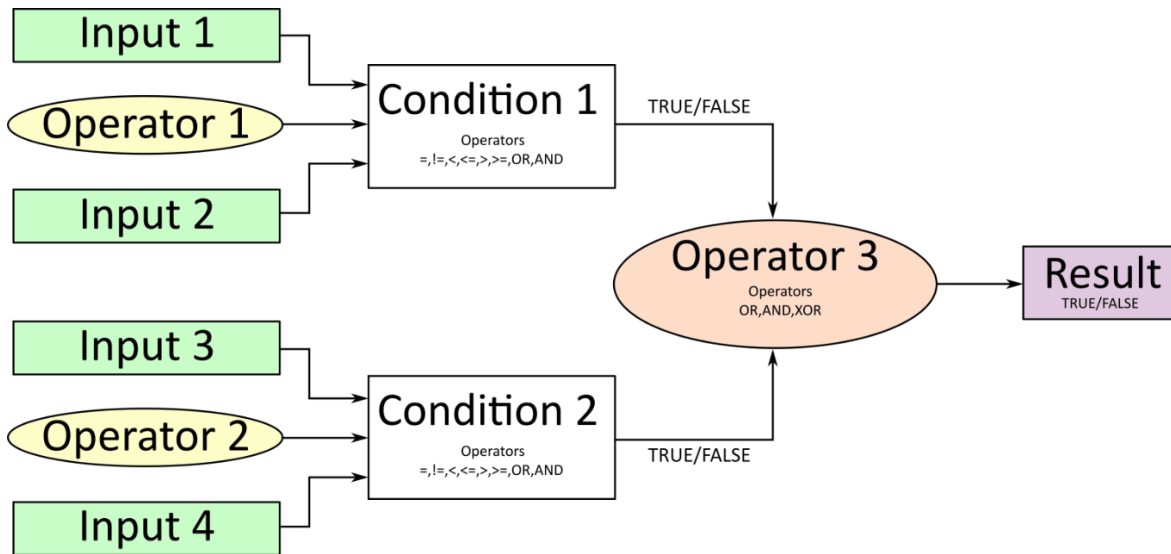 Input 1
Operator 1
Input 2
Condition 1
Operators
=,!=,<,<=,>,>=,OR,AND
TRUE/FALSE
Input 3
Operator 2
Input 4
Condition 2
Operators
=,!=,<,<=,>,>=,OR,AND
TRUE/FALSE
Operator 3
Operators
OR,AND,XOR
Result
TRUE/FALSE